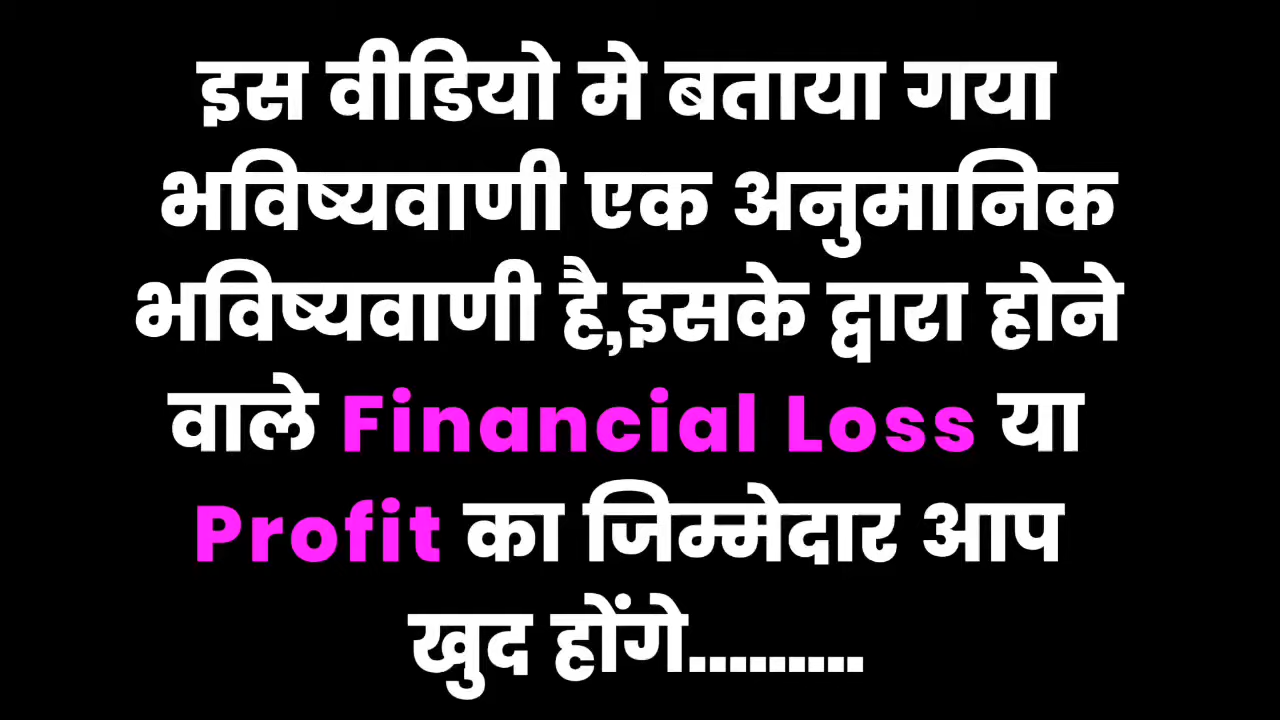 इस वीडियो मे बताया गया
भविष्यवाणी एक अनुमानिक
भविष्यवाणी है,इसके द्वारा होने
वाले Financial Loss या
Profit का जिम्मेदार आप
खुद होंगे.........